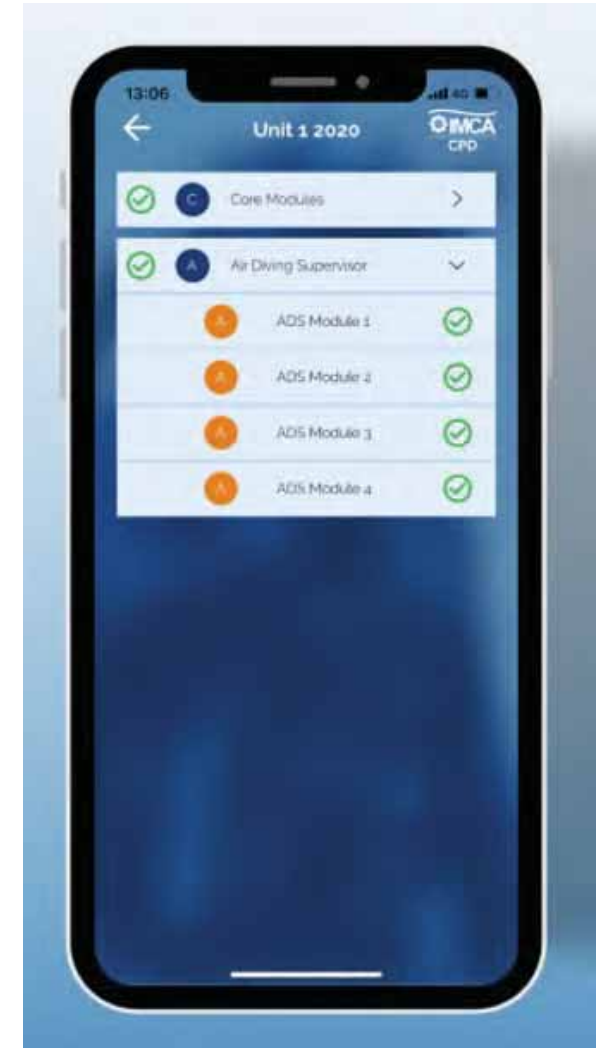 13:06
4G
Unit 1 2020
IMCA
CPD
C
Core Modules
A
Air Diving Supervisor
A
ADS Module 1
A
ADS Module 2
A
ADS Module 3
A
ADS Module 4